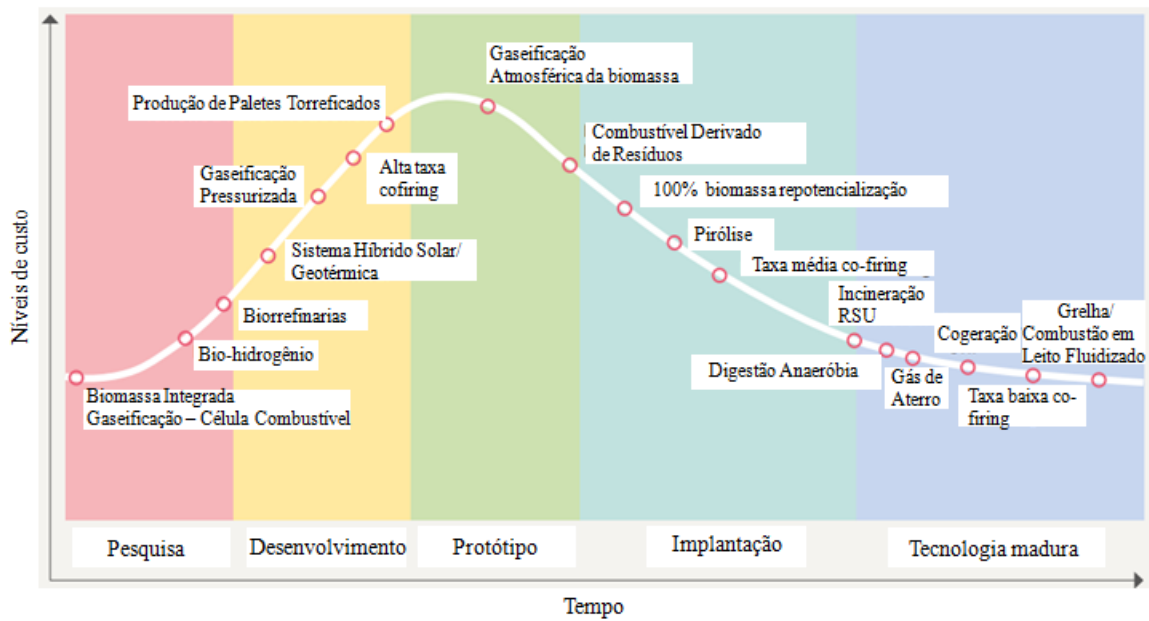 Níveis de custo
Gaseificação
Atmosférica da biomassa
Produção de Paletes Torreficados
Combustível Derivado
de Resíduos
Gaseificação
Pressurizada
Alta taxa
cofiring
100% biomassa repotencialização
Pirólise
Sistema Híbrido Solar/
Geotérmica
Taxa média co-firing
Incineração
RSU
Biorrefinarias
Cogeração
Grelha/
Combustão em
Leito Fluidizado
Bio-hidrogênio
Digestão Anaeróbia
Gás de
Aterro
Biomassa Integrada
Gaseificação – Célula Combustível
Taxa baixa co-
firing
Pesquisa
Desenvolvimento
Protótipo
Implantação
Tecnologia madura
Tempo